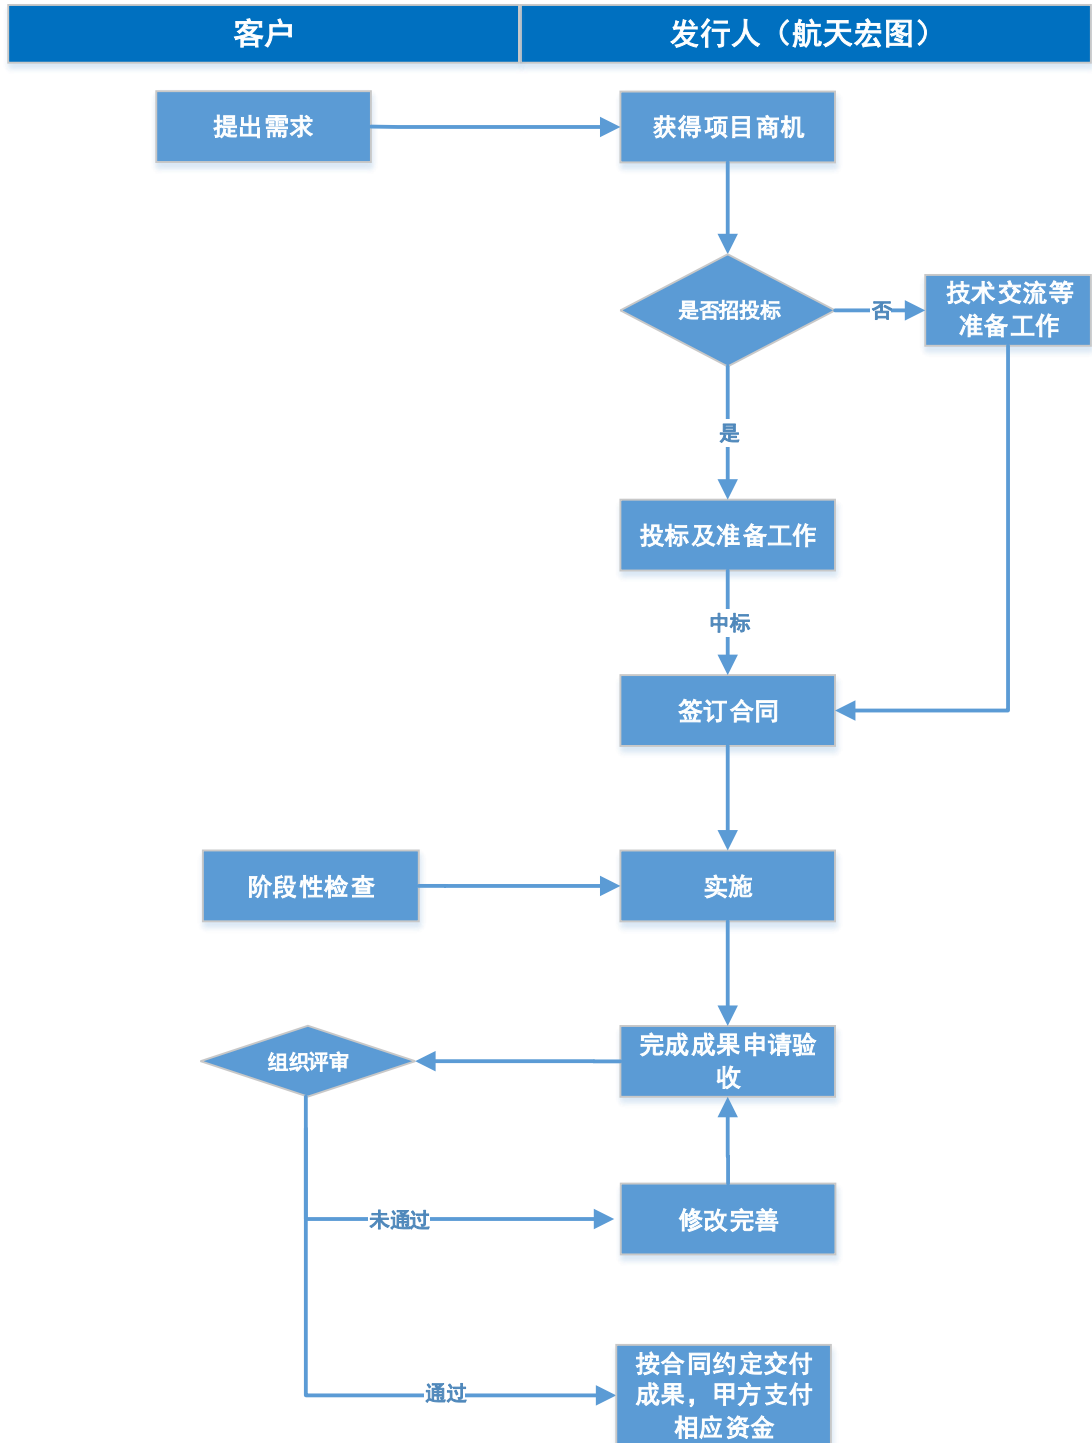 客户
发行人（航天宏图）
提出需求
获得项目商机
是否招投标
否
技术交流等
准备工作
是
投标及准备工作
中标
签订合同
阶段性检查
实施
组织评审
完成成果申请验
收
未通过
修改完善
通过
按合同约定交付
成果，甲方支付
相应资金